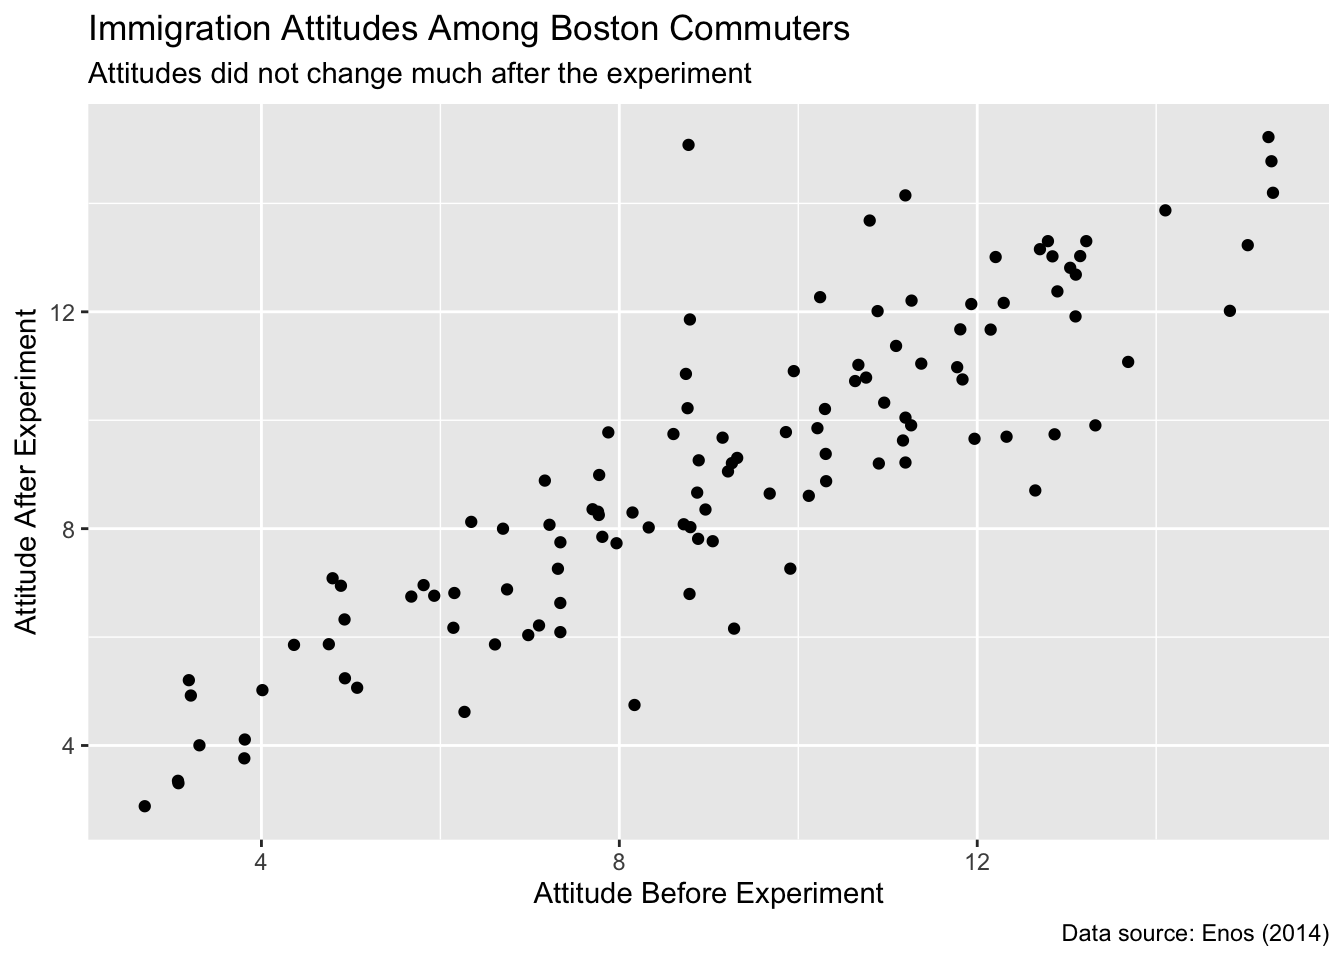 Immigration Attitudes Among Boston Commuters
Attitudes did not change much after the experiment
Attitude After Experiment
12
8
4
4 8 12
Attitude Before Experiment
Data source: Enos (2014)